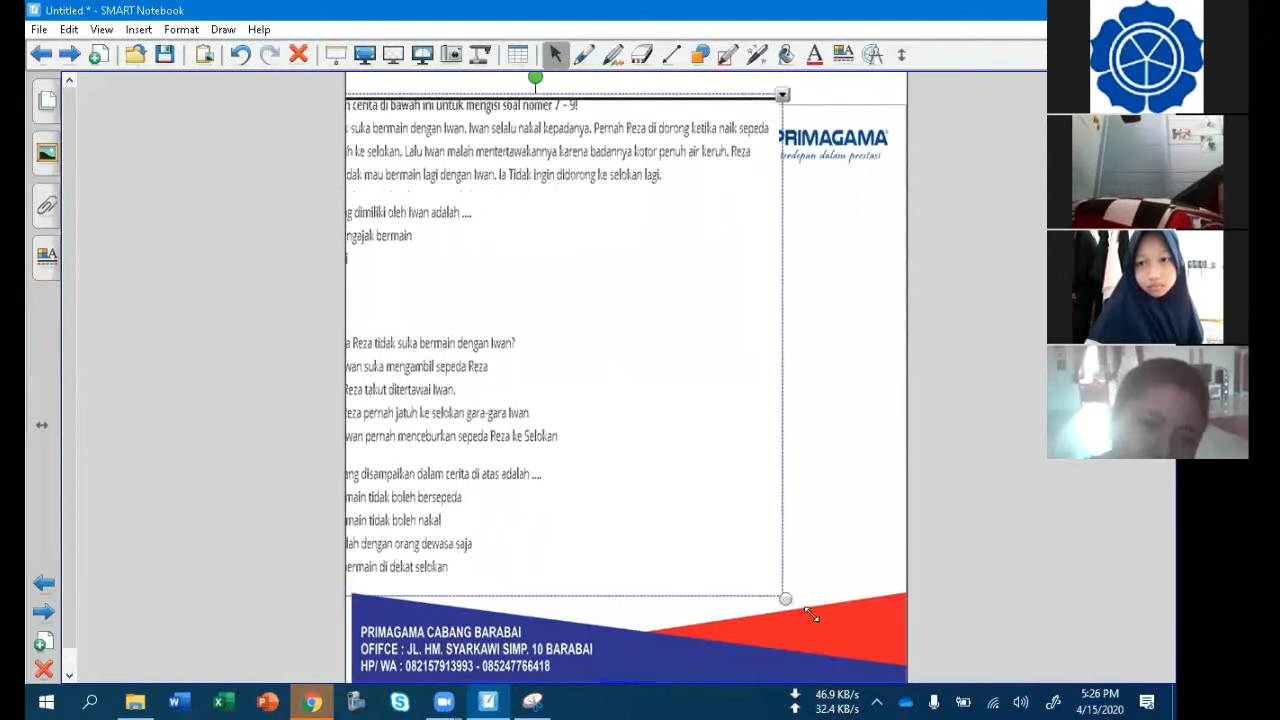 Untitled * - SMART Notebook
File Edit View Insert Format Draw Help
cerita di bawah ini untuk mengisi soal nomer 7 - 9!
suka bermain dengan Iwan. Iwan selalu nakal kepadanya. Pernah Reza di dorong ketika naik sepeda
ke selokan. Lalu Iwan malah mentertawakannya karena badannya kotor penuh air keruh. Reza
dak mau bermain lagi dengan Iwan. Ia Tidak ingin didorong ke selokan lagi.
PRIMAGAMA
terdepan dalam prestasi
g dimiliki oleh Iwan adalah ....
ngajak bermain
a Reza tidak suka bermain dengan Iwan?
wan suka mengambil sepeda Reza
Reza takut ditertawai Iwan.
eza pernah jatuh ke selokan gara-gara Iwan
wan pernah menceburkan sepeda Reza ke Selokan
ang disampaikan dalam cerita di atas adalah ....
main tidak boleh bersepeda
main tidak boleh nakal
lah dengan orang dewasa saja
ermain di dekat selokan
PRIMAGAMA CABANG BARABAI
OFIFCE : JL. HM. SYARKAWI SIMP. 10 BARABAI
HP/ WA : 082157913993 - 085247766418
46.9 KB/s
32.4 KB/s
5:26 PM
4/15/2020